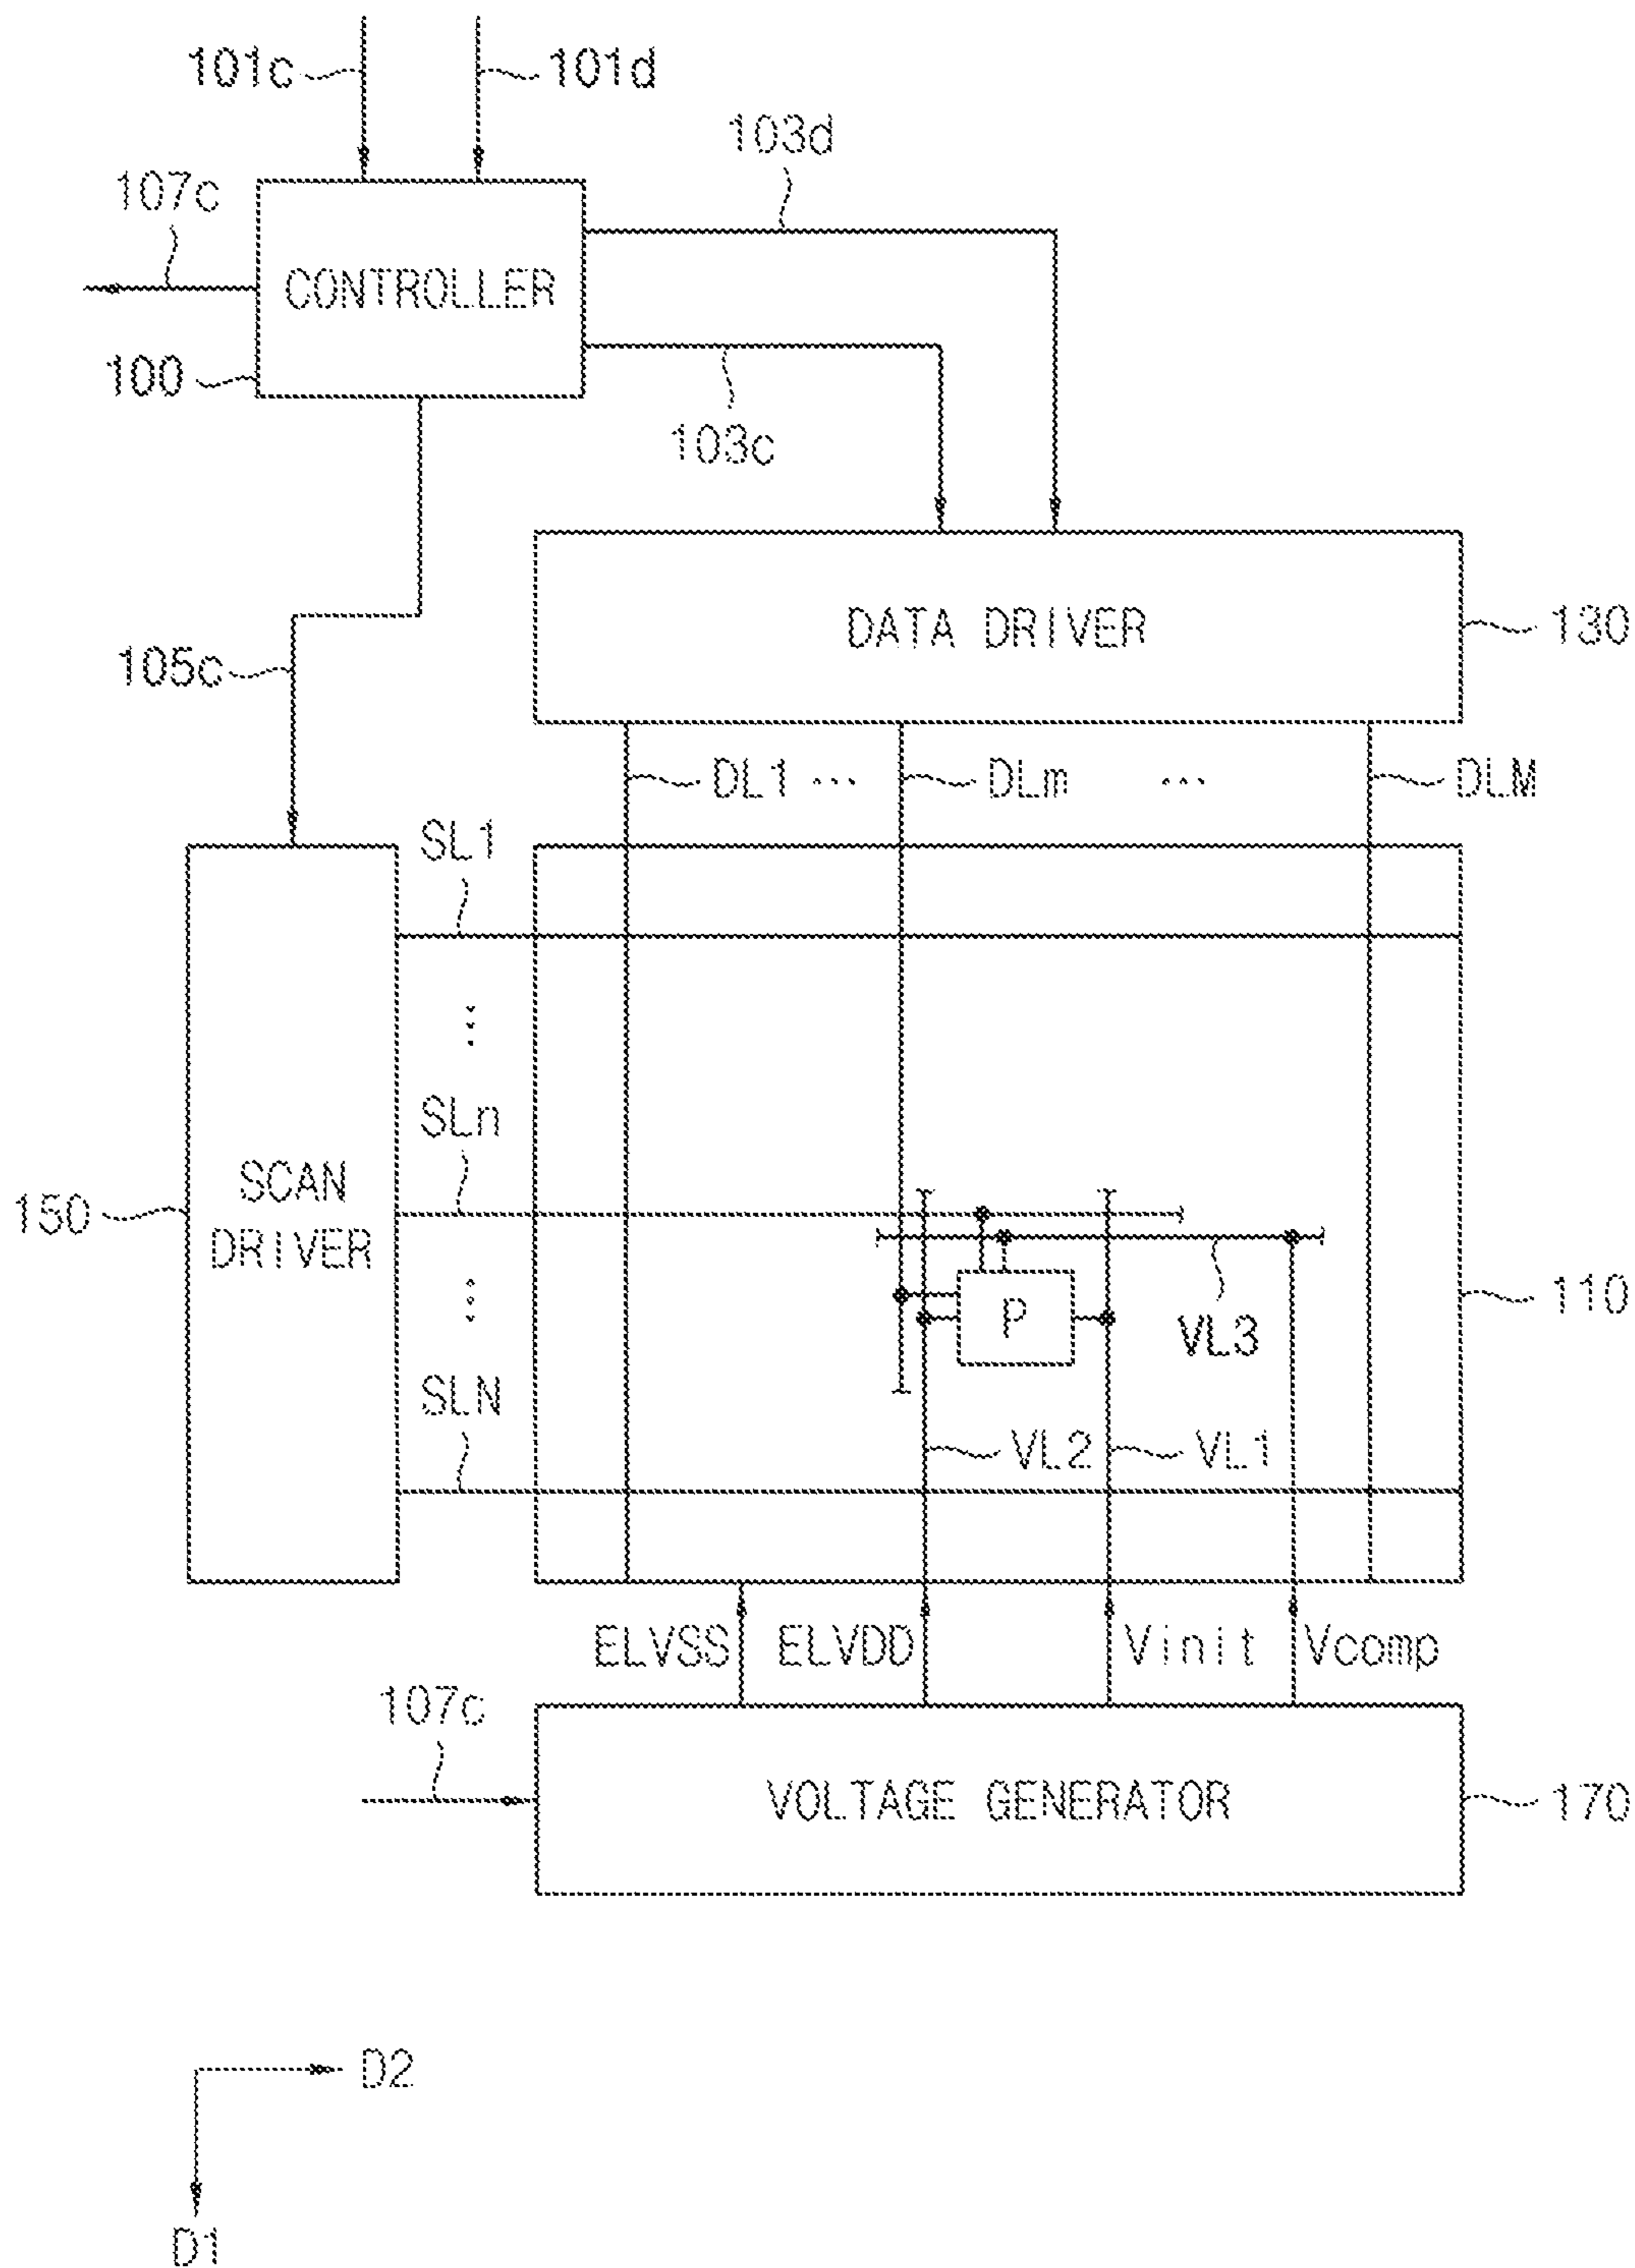 101c
101d
103d
107c
CONTROLLER
100
103c
DATA DRIVER
130
105c
DL1 ... DLm ... DLM
SL1
⋮
SLn
SCAN
DRIVER
150
⋮
P
VL3
110
SLN
VL2
VL1
ELVSS ELVDD Vinit Vcomp
107c
VOLTAGE GENERATOR
170
D2
D1